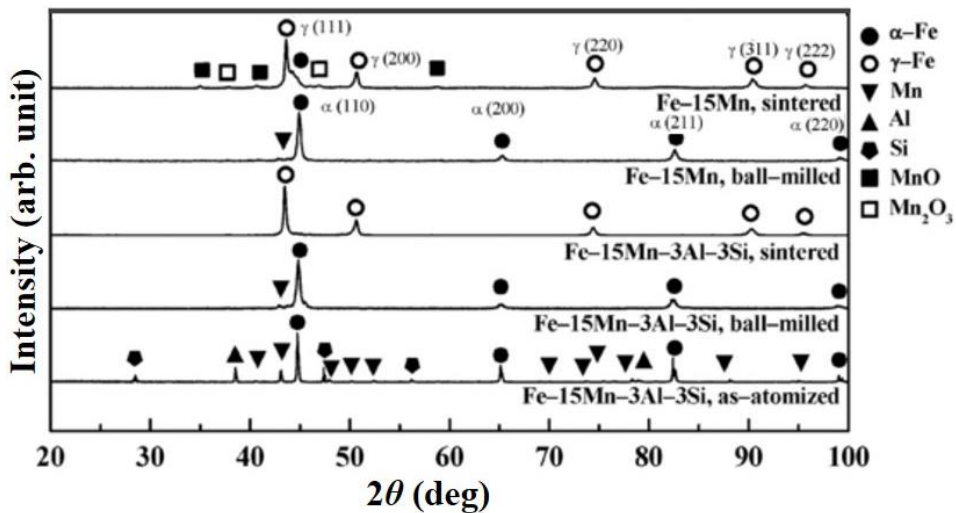 γ (111)
γ (200)
γ (220)
γ (311)
γ (222)
Fe–15Mn, sintered
α (110)
α (200)
α (211)
α (220)
Fe–15Mn, ball–milled
Fe–15Mn–3Al–3Si, sintered
Fe–15Mn–3Al–3Si, ball–milled
Fe–15Mn–3Al–3Si, as–atomized
α–Fe
γ–Fe
Mn
Al
Si
MnO
Mn₂O₃
Intensity (arb. unit)
20 30 40 50 60 70 80 90 100
2θ (deg)